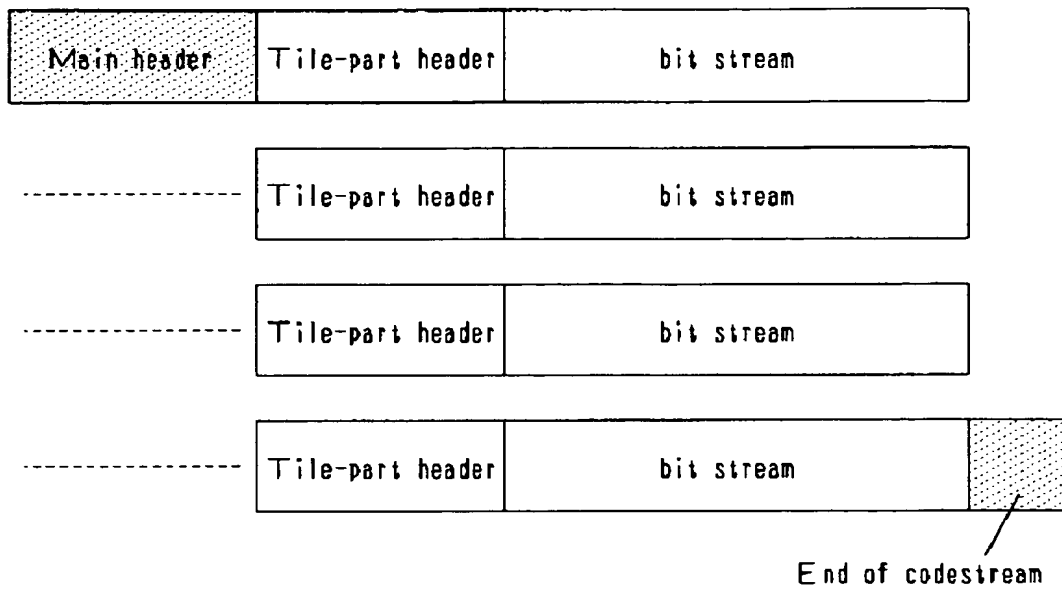 Main header Tile-part header bit stream
Tile-part header bit stream
Tile-part header bit stream
Tile-part header bit stream
End of codestream